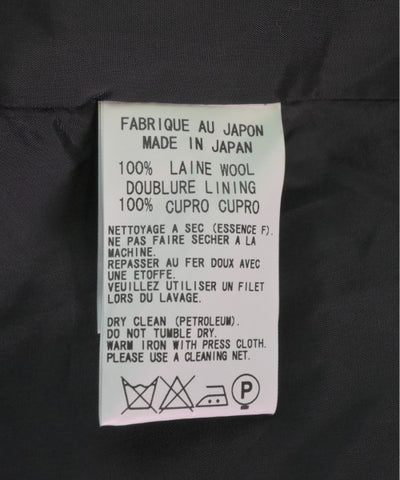 FABRIQUE AU JAPON
MADE IN JAPAN
100% LAINE WOOL
DOUBLURE LINING
100% CUPRO CUPRO
NETTOYAGE A SEC (ESSENCE F).
NE PAS FAIRE SECHER A LA
MACHINE.
REPASSER AU FER DOUX AVEC
UNE ETOFFE.
VEUILLEZ UTILISER UN FILET
LORS DU LAVAGE.
DRY CLEAN (PETROLEUM).
DO NOT TUMBLE DRY.
WARM IRON WITH PRESS CLOTH.
PLEASE USE A CLEANING NET.
P